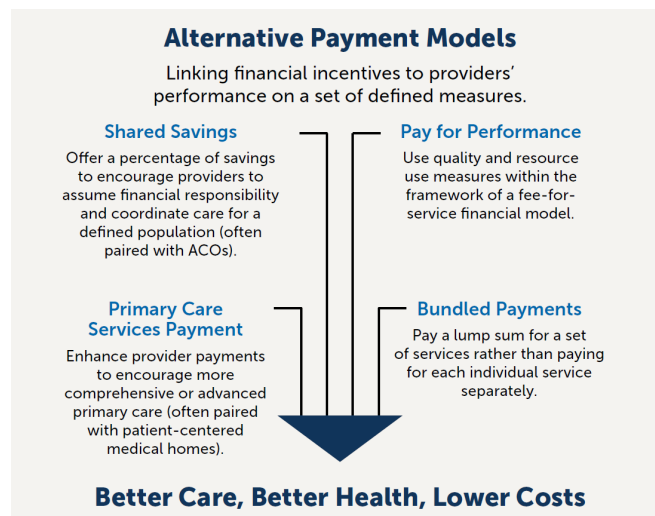 Alternative Payment Models
Linking financial incentives to providers’
performance on a set of defined measures.
Shared Savings
Offer a percentage of savings
to encourage providers to
assume financial responsibility
and coordinate care for a
defined population (often
paired with ACOs).
Pay for Performance
Use quality and resource
use measures within the
framework of a fee-for-
service financial model.
Primary Care
Services Payment
Enhance provider payments
to encourage more
comprehensive or advanced
primary care (often paired
with patient-centered
medical homes).
Bundled Payments
Pay a lump sum for a set
of services rather than paying
for each individual service
separately.
Better Care, Better Health, Lower Costs